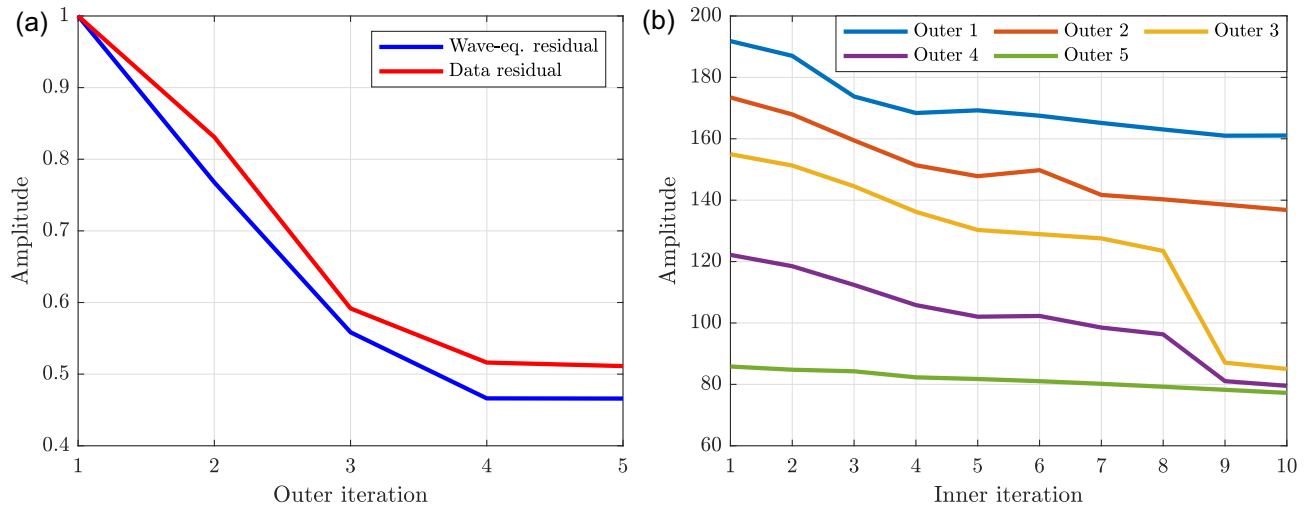 (a)
1
0.9
0.8
0.7
0.6
0.5
0.4
Amplitude
Wave-eq. residual
Data residual
1 2 3 4 5
Outer iteration
(b)
200
180
160
140
120
100
80
60
Amplitude
Outer 1 Outer 2 Outer 3
Outer 4 Outer 5
1 2 3 4 5 6 7 8 9 10
Inner iteration